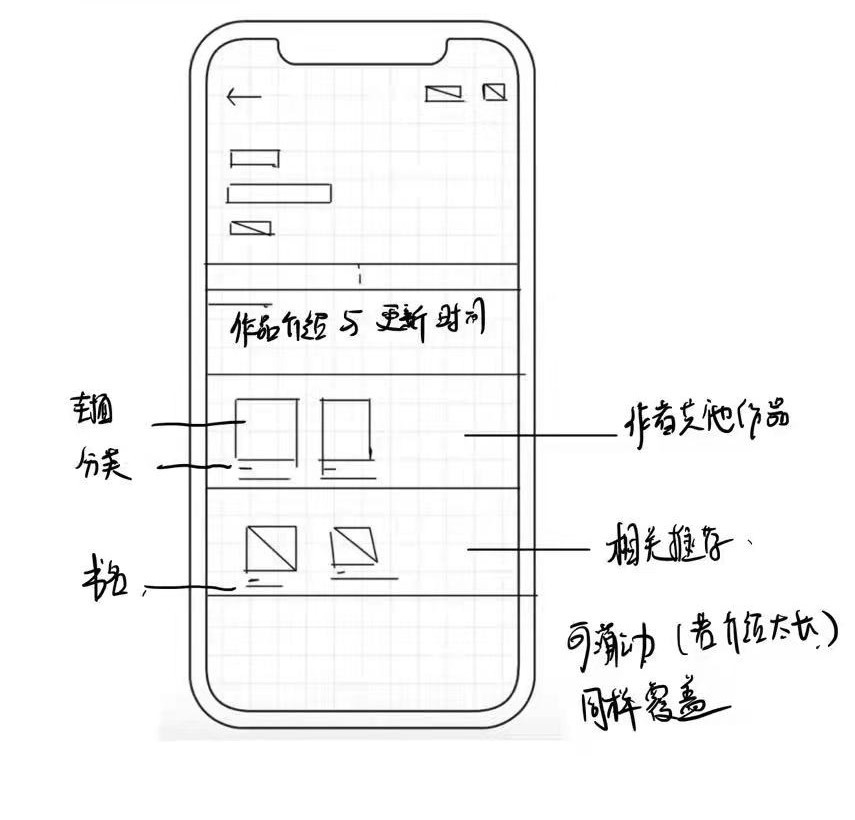 作品介绍与更新时间
封面
分类
作者其他作品
书名
相关推荐
可滑动（若介绍太长）
同样覆盖